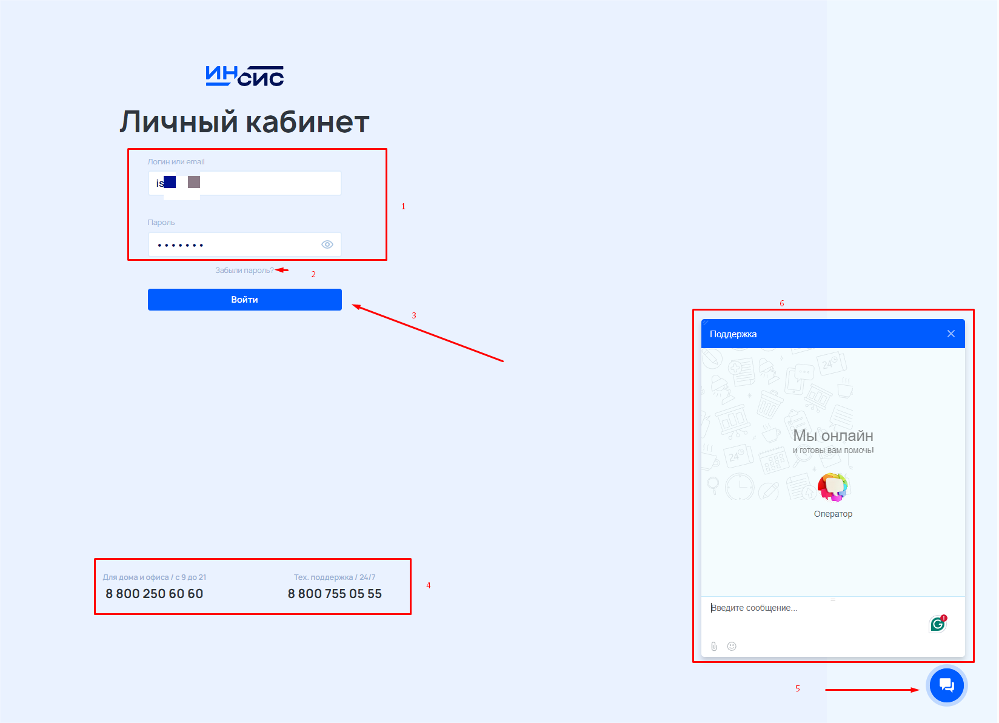 ИНСИС
Личный кабинет
Логин или email
is
1
Пароль
Забыли пароль?
2
Войти
3
6
Поддержка
24
24
Мы онлайн
и готовы вам помочь!
Оператор
Для дома и офиса / с 9 до 21
8 800 250 60 60
Тех. поддержка / 24/7
8 800 755 05 55
4
Введите сообщение...
5